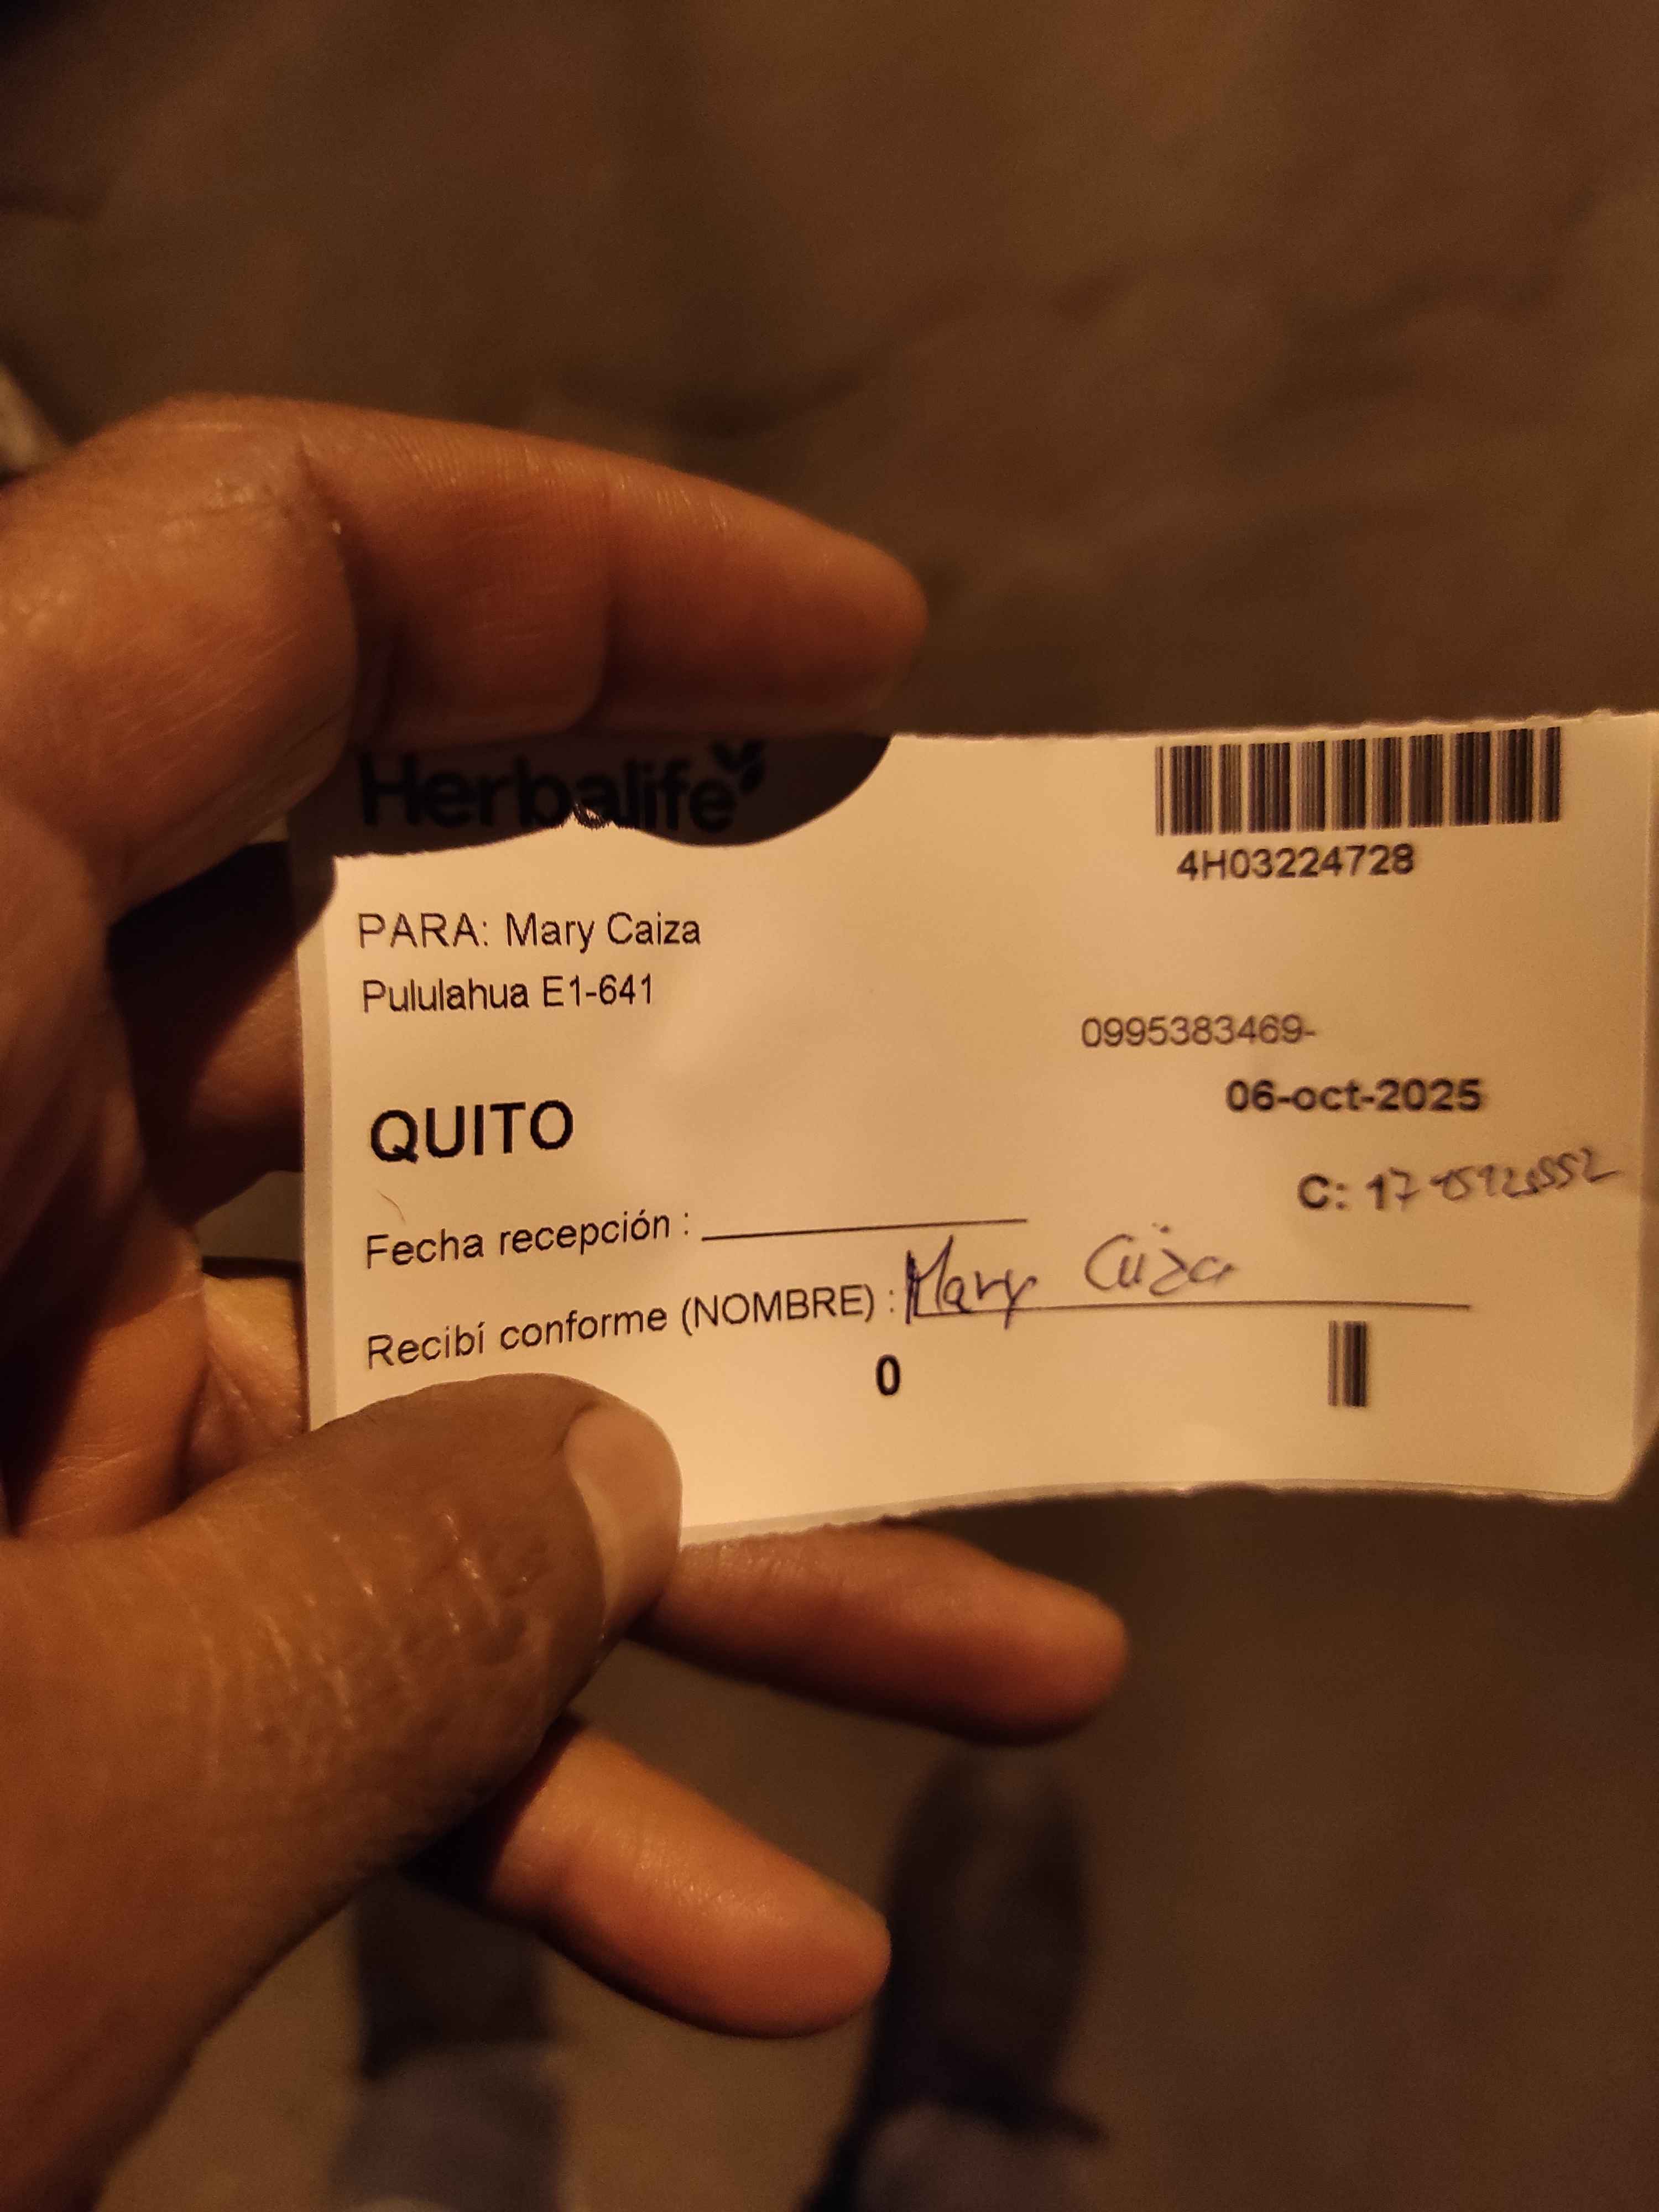 Herbalife
4H03224728
PARA: Mary Caiza
Pululahua E1-641
0995383469-
06-oct-2025
QUITO
C:
Fecha recepción :
Recibí conforme (NOMBRE) : Mary Caiza
0